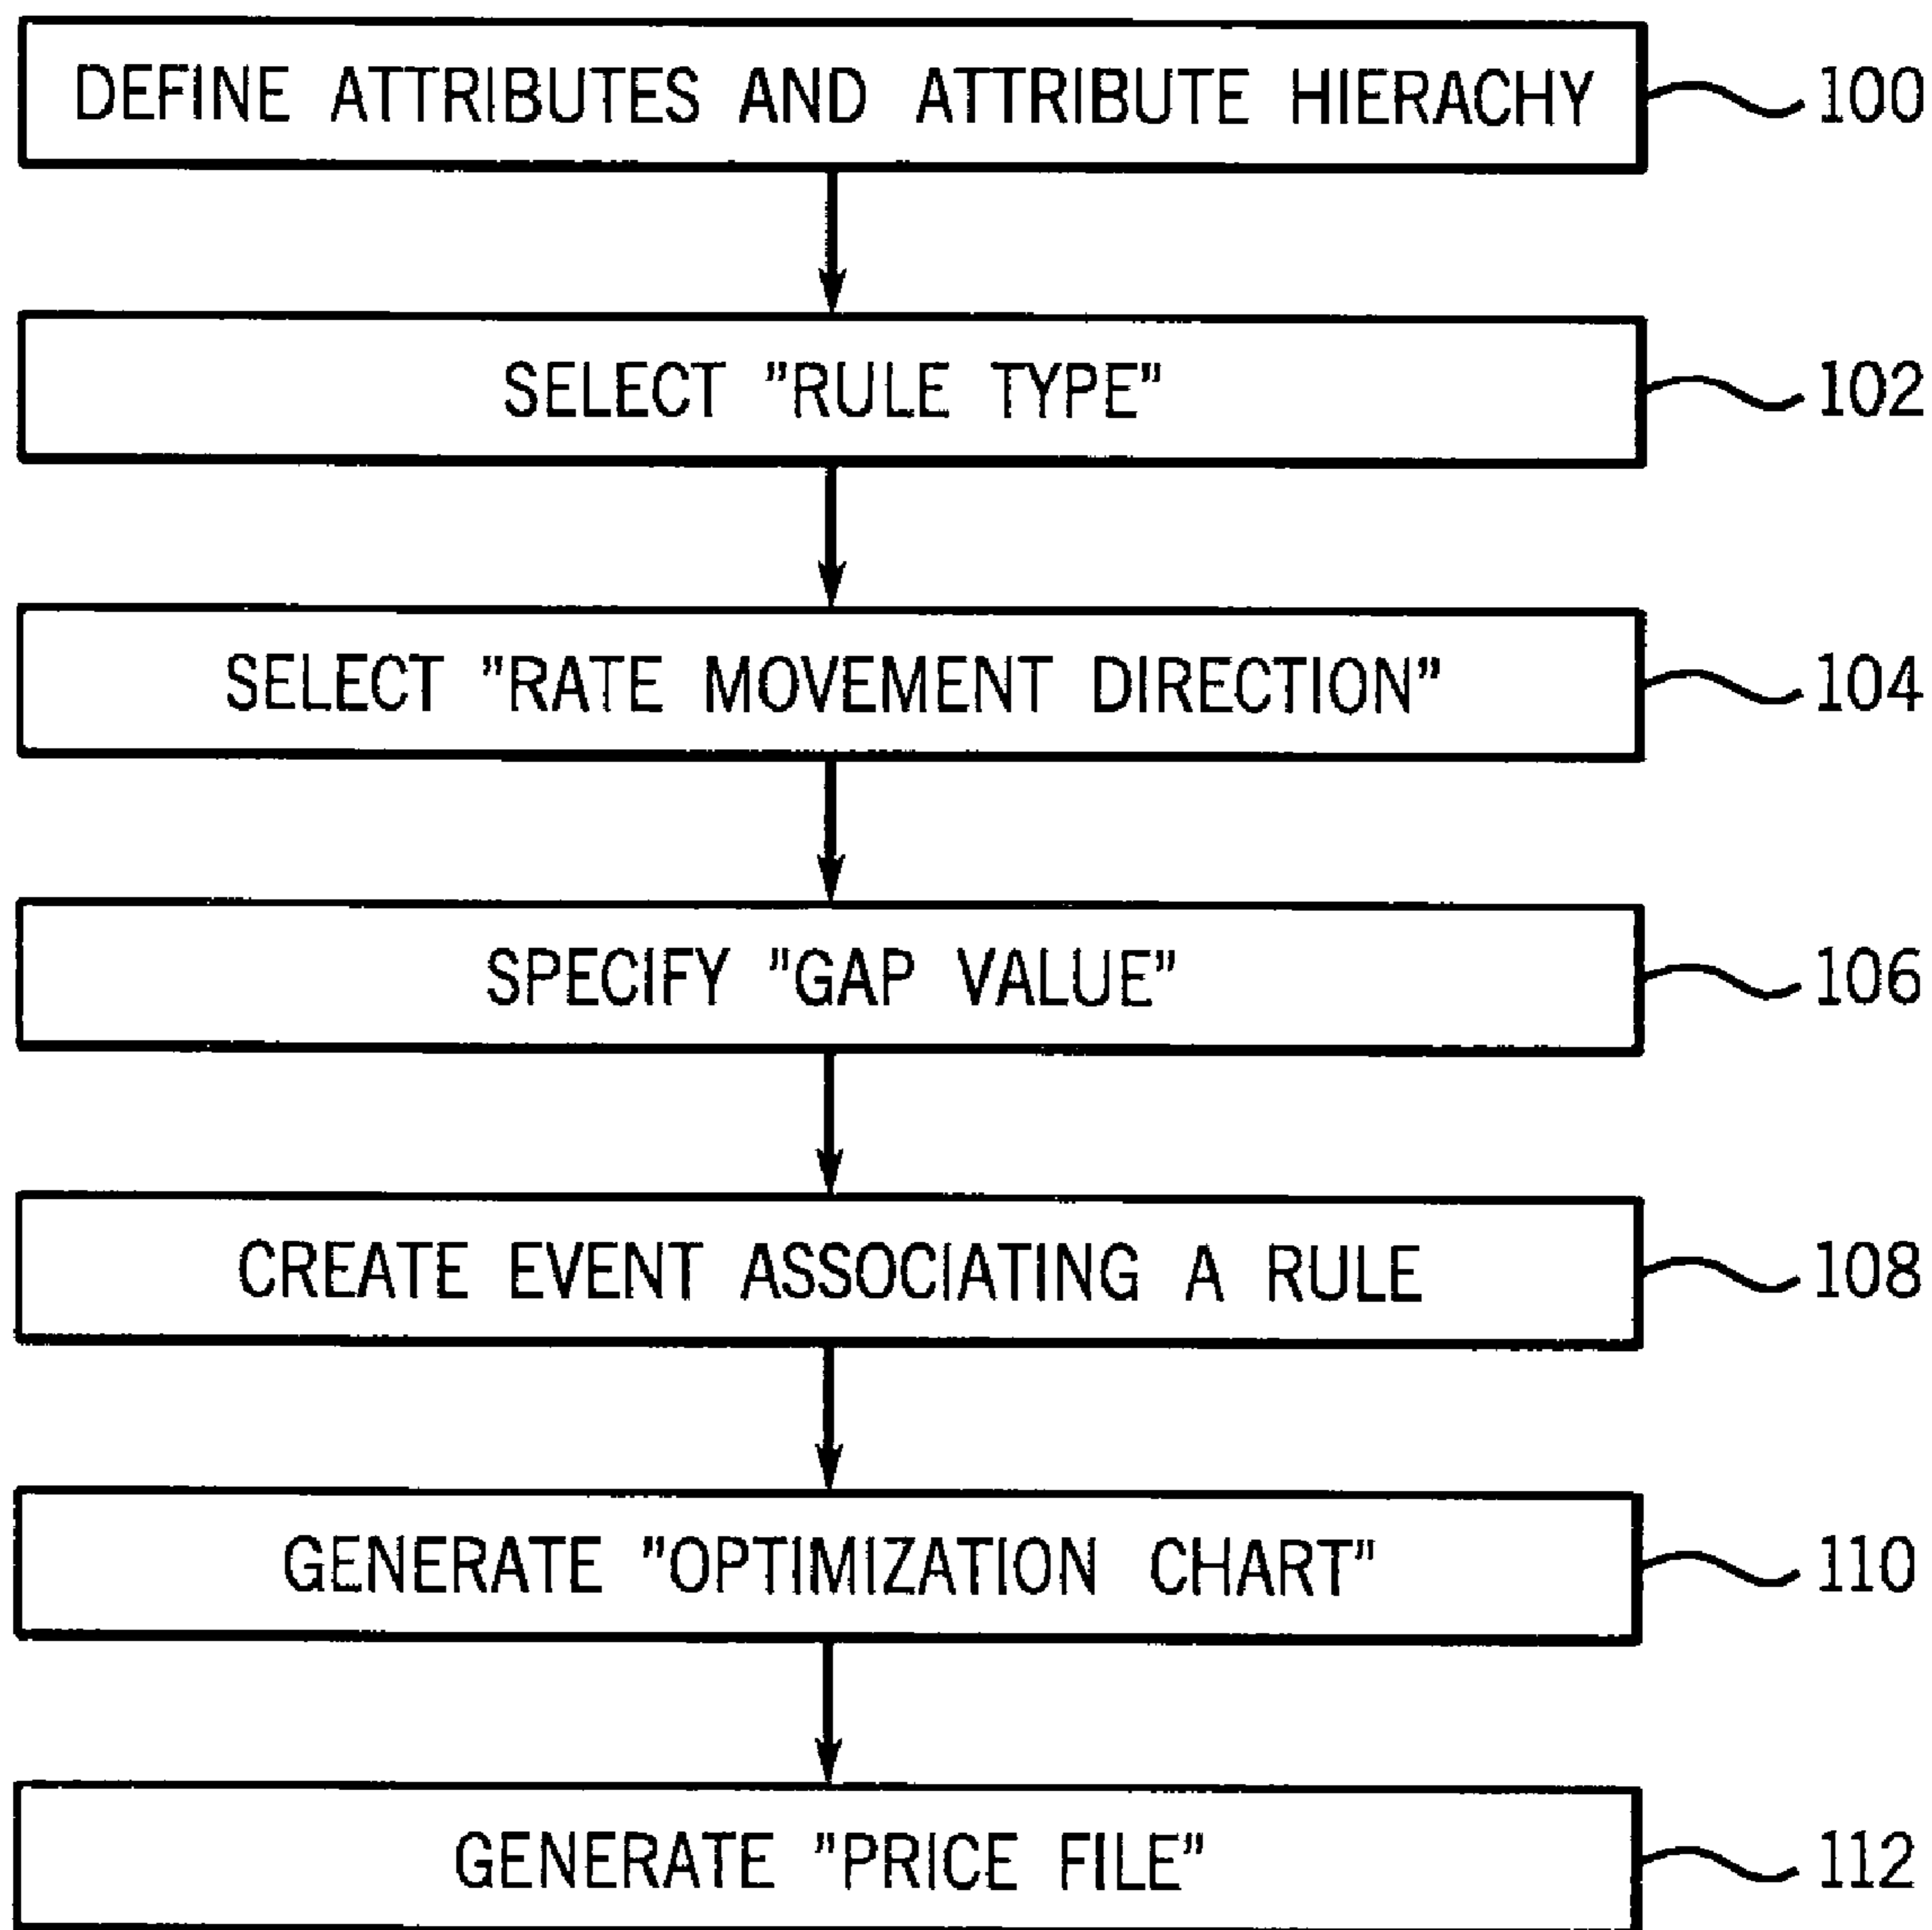 DEFINE ATTRIBUTES AND ATTRIBUTE HIERACHY 100
SELECT "RULE TYPE" 102
SELECT "RATE MOVEMENT DIRECTION" 104
SPECIFY "GAP VALUE" 106
CREATE EVENT ASSOCIATING A RULE 108
GENERATE "OPTIMIZATION CHART" 110
GENERATE "PRICE FILE" 112